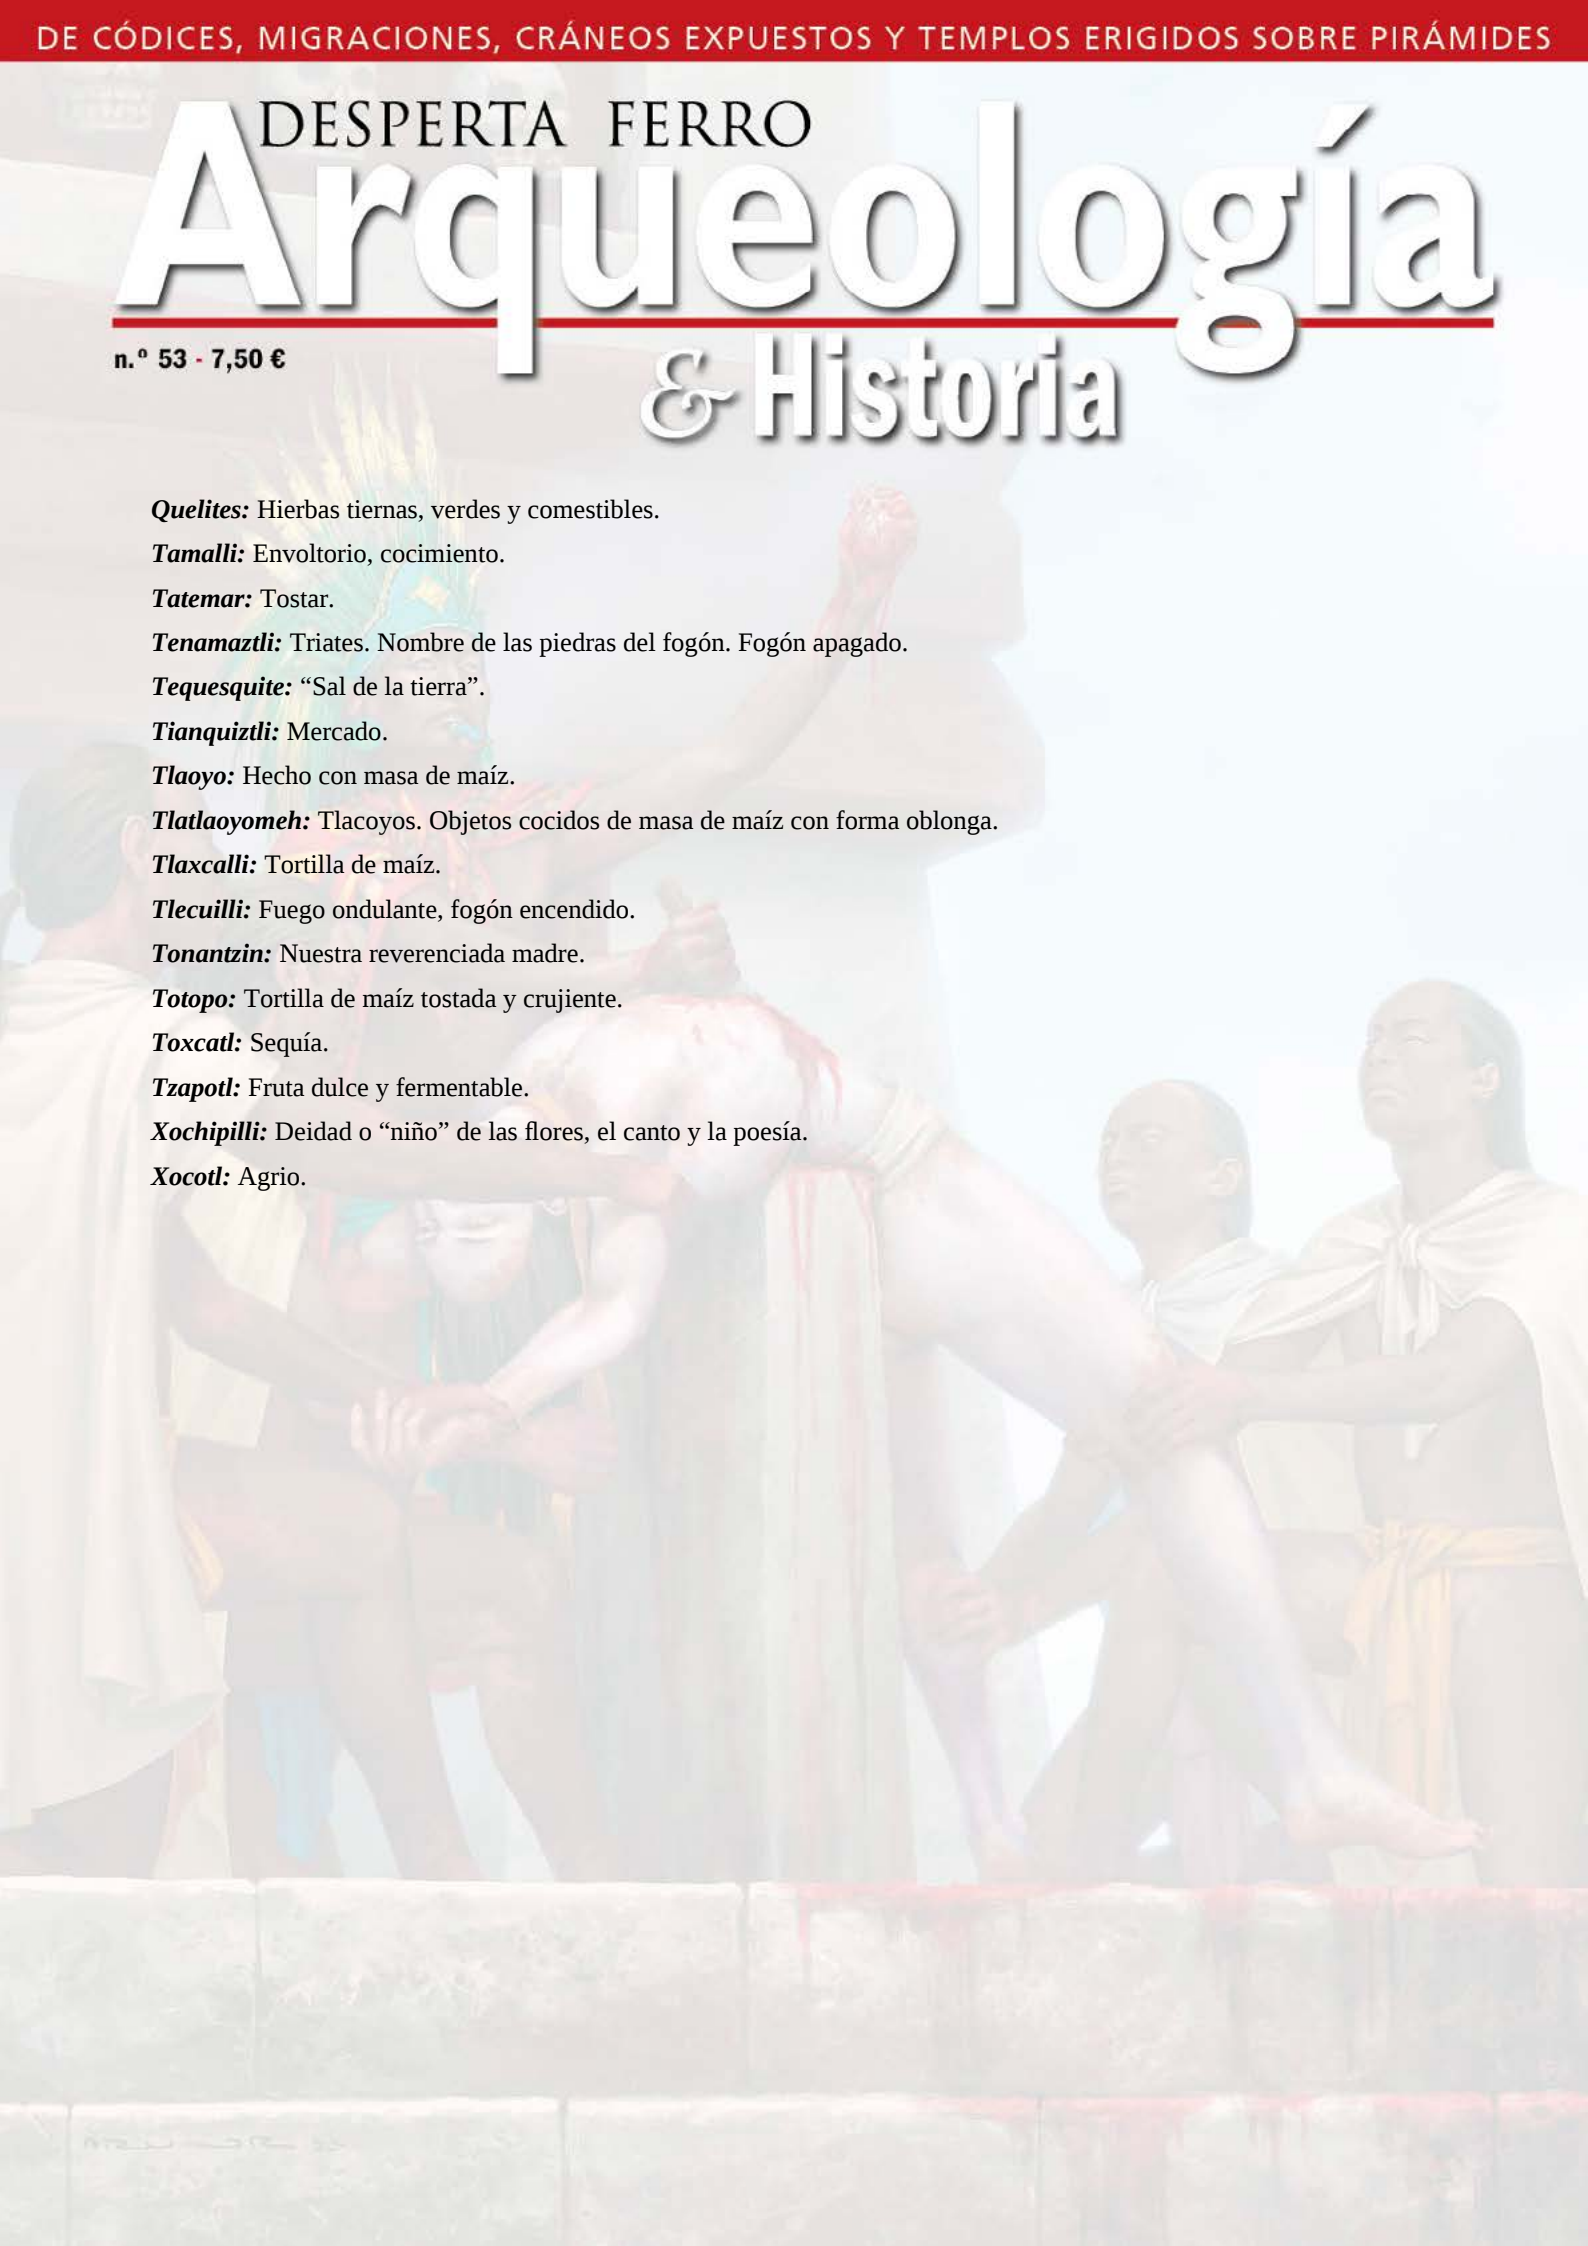 DE CÓDICES, MIGRACIONES, CRÁNEOS EXPUESTOS Y TEMPLOS ERIGIDOS SOBRE PIRÁMIDES
DESPERTA FERRO
Arqueología
n.º 53 - 7,50 €
& Historia
Quelites: Hierbas tiernas, verdes y comestibles.
Tamalli: Envoltorio, cocimiento.
Tatemar: Tostar.
Tenamaztli: Triates. Nombre de las piedras del fogón. Fogón apagado.
Tequesquite: “Sal de la tierra”.
Tianquiztli: Mercado.
Tlaoyo: Hecho con masa de maíz.
Tlatlaoyomeh: Tlacoyos. Objetos cocidos de masa de maíz con forma oblonga.
Tlaxcalli: Tortilla de maíz.
Tlecuilli: Fuego ondulante, fogón encendido.
Tonantzin: Nuestra reverenciada madre.
Totopo: Tortilla de maíz tostada y crujiente.
Toxcatl: Sequía.
Tzapotl: Fruta dulce y fermentable.
Xochipilli: Deidad o “niño” de las flores, el canto y la poesía.
Xocotl: Agrio.